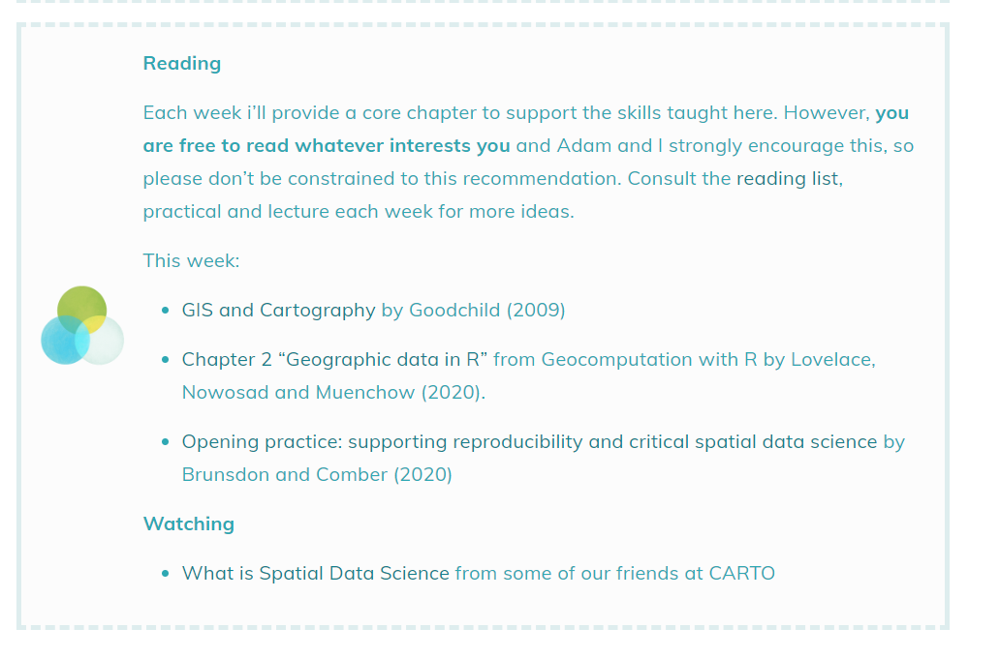 Reading
Each week i’ll provide a core chapter to support the skills taught here. However, you
are free to read whatever interests you and Adam and I strongly encourage this, so
please don’t be constrained to this recommendation. Consult the reading list,
practical and lecture each week for more ideas.
This week:
• GIS and Cartography by Goodchild (2009)
• Chapter 2 “Geographic data in R” from Geocomputation with R by Lovelace,
Nowosad and Muenchow (2020).
• Opening practice: supporting reproducibility and critical spatial data science by
Brunsdon and Comber (2020)
Watching
• What is Spatial Data Science from some of our friends at CARTO